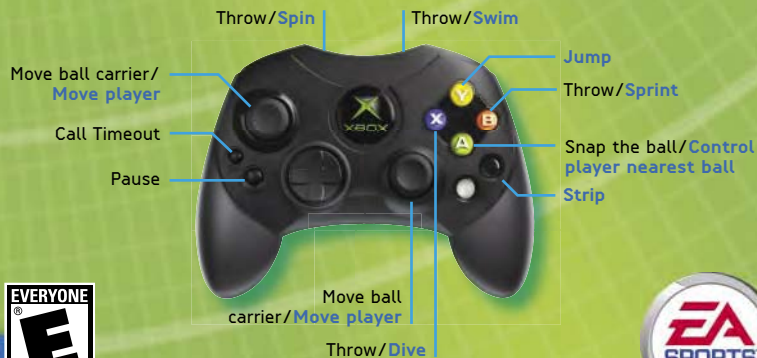 Throw/Spin
Throw/Swim
Jump
Move ball carrier/
Move player
Throw/Sprint
Call Timeout
Snap the ball/Control
player nearest ball
Pause
Strip
Y
X
B
A
XBOX
Move ball
carrier/Move player
Throw/Dive
EVERYONE
®
E
EA
SPORTS